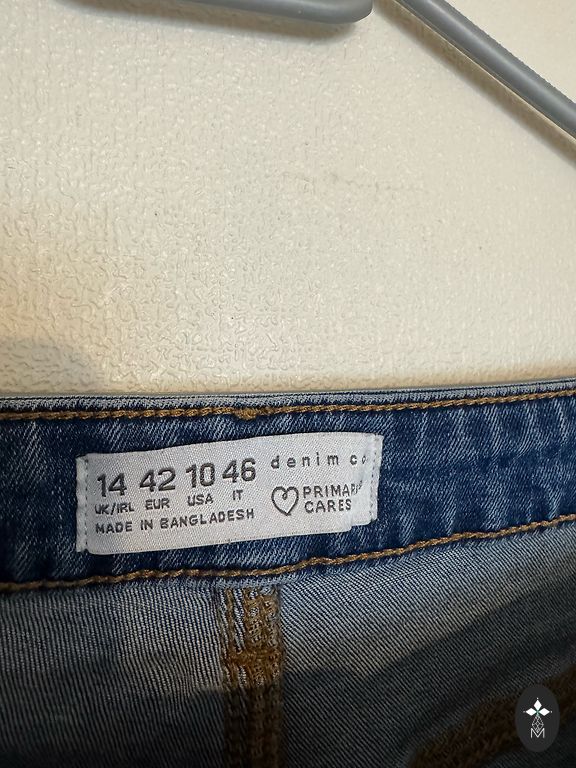 14 42 10 46
UK/IRL EUR USA IT
MADE IN BANGLADESH
denim c
PRIMAR
CARES